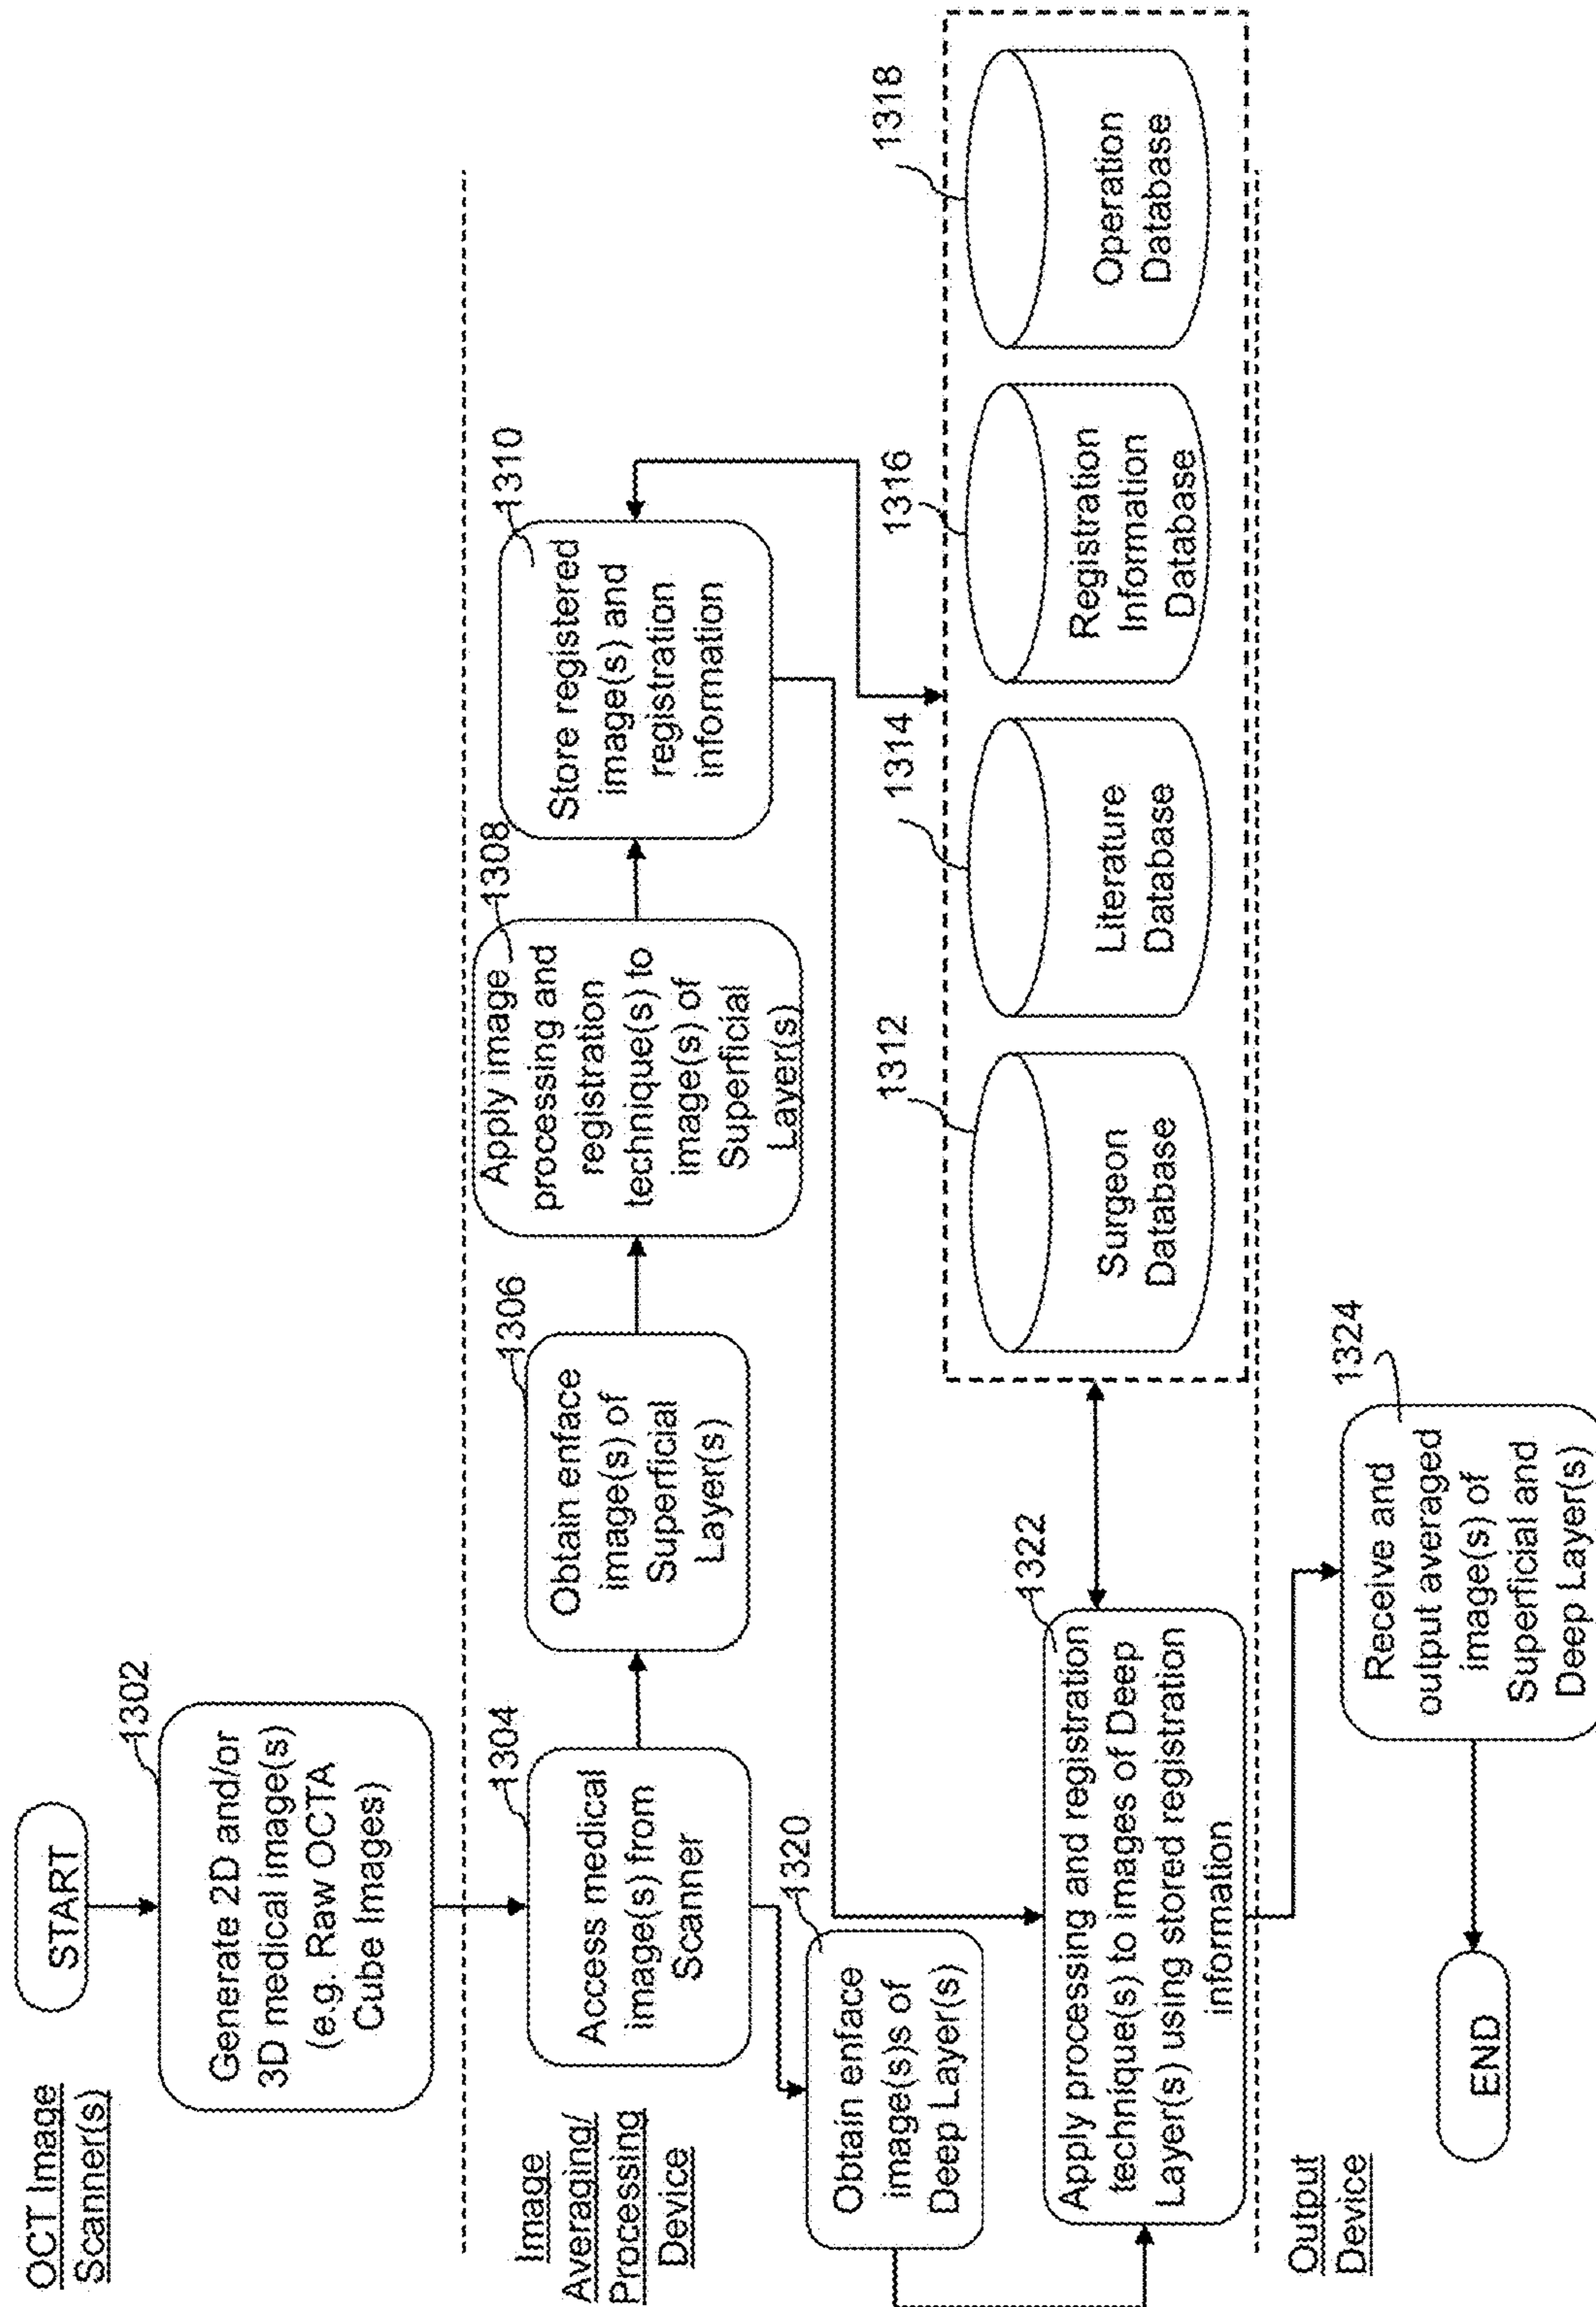 OCT Image
Scanner(s)
START
1302
Generate 2D and/or
3D medical image(s)
(e.g. Raw OCTA
Cube Images)
Image
Averaging/
Processing
Device
1304
Access medical
image(s) from
Scanner
1306
Obtain enface
image(s) of
Superficial
Layer(s)
1308
Apply image
processing and
registration
technique(s) to
image(s) of
Superficial
Layer(s)
1310
Store registered
image(s) and
registration
information
1320
Obtain enface
image(s)s of
Deep Layer(s)
1322
Apply processing and registration
technique(s) to images of Deep
Layer(s) using stored registration
information
1312
Surgeon
Database
1314
Literature
Database
1316
Registration
Information
Database
1318
Operation
Database
Output
Device
1324
Receive and
output averaged
image(s) of
Superficial and
Deep Layer(s)
END